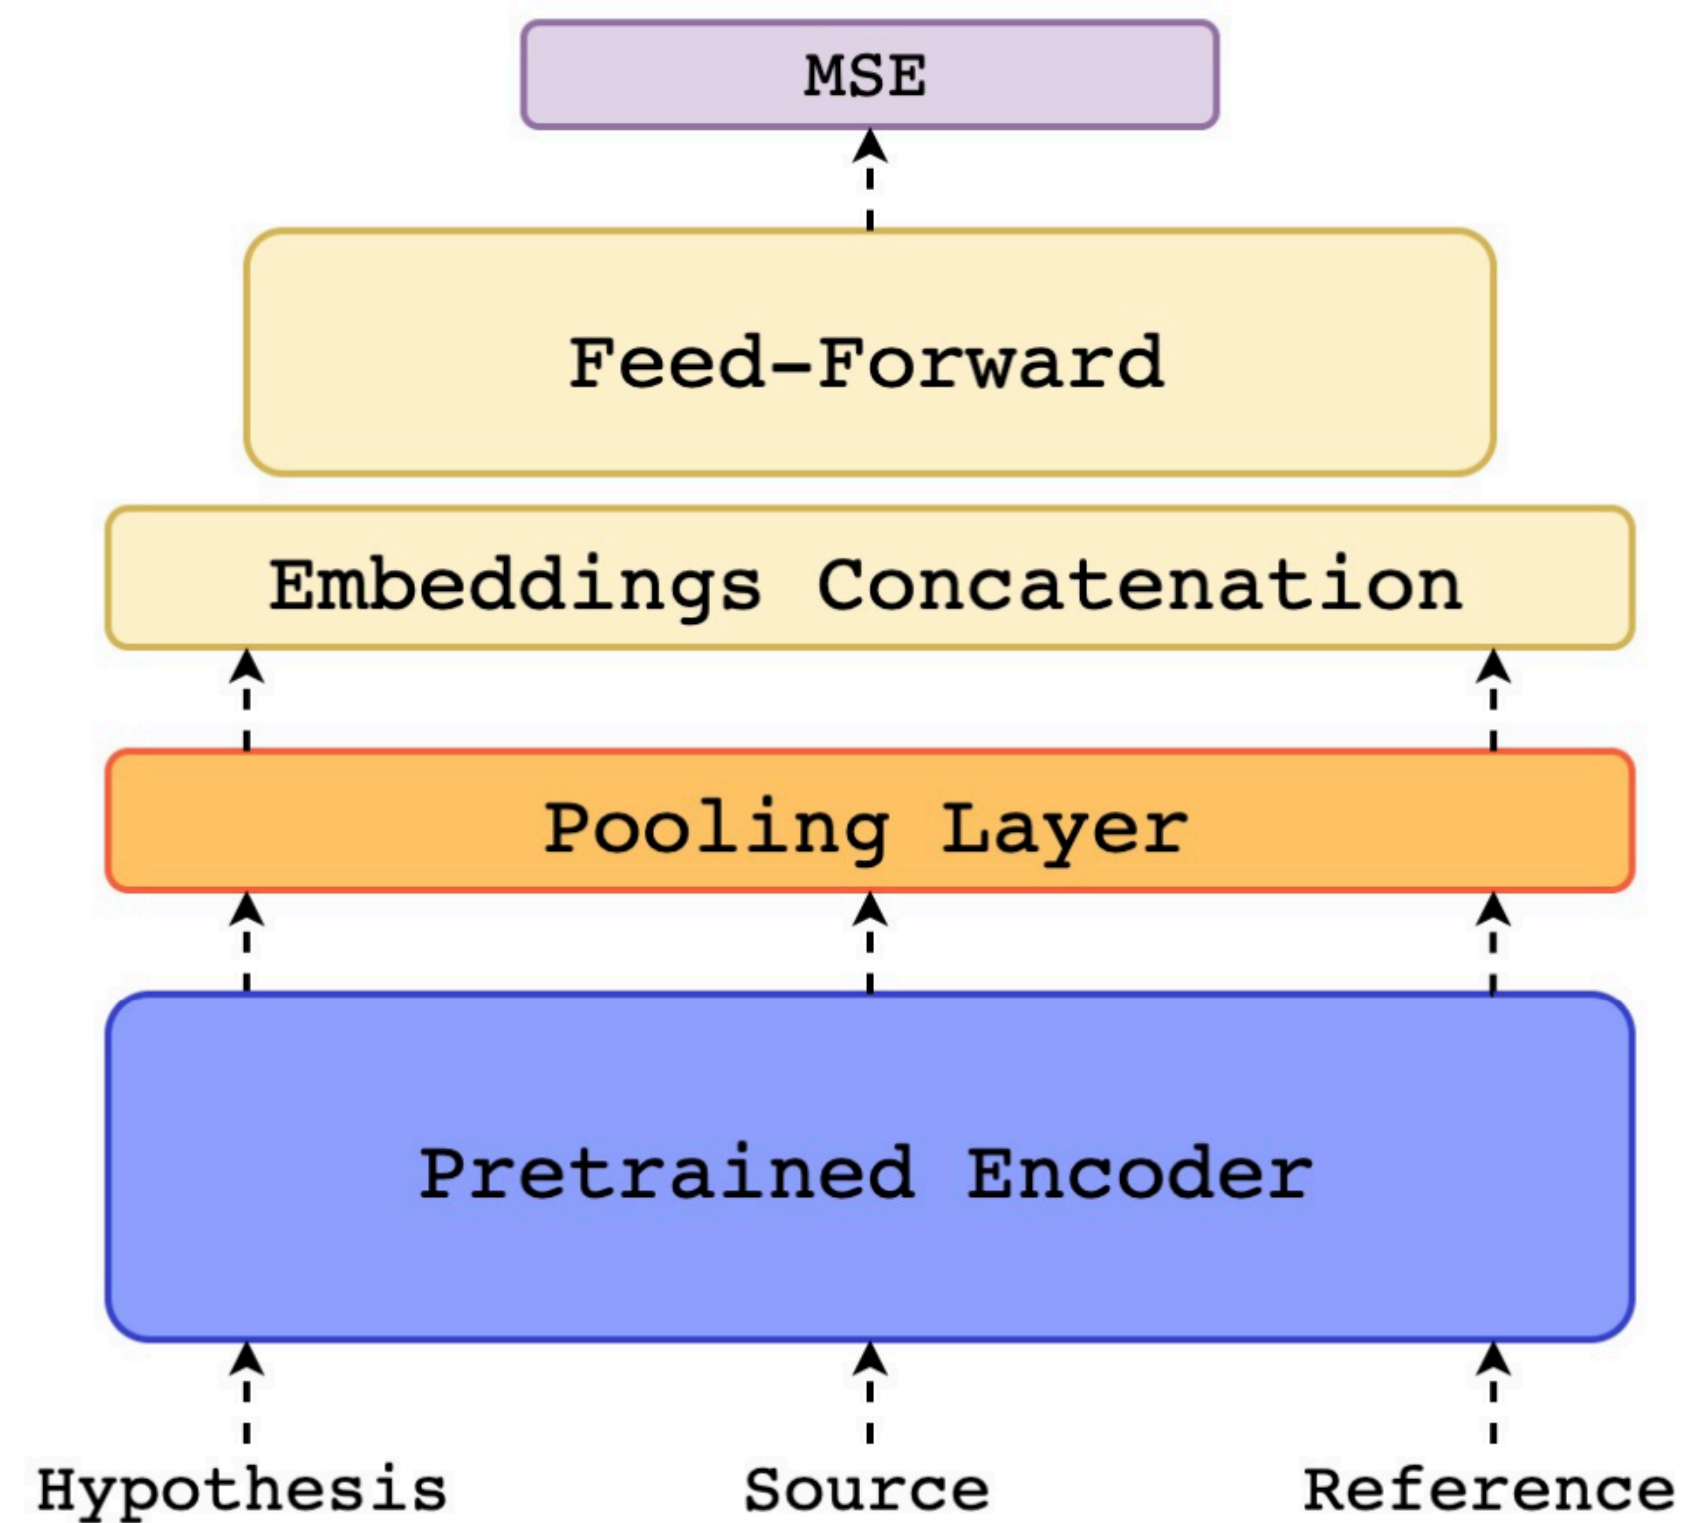 MSE
Feed-Forward
Embeddings Concatenation
Pooling Layer
Pretrained Encoder
Hypothesis Source Reference